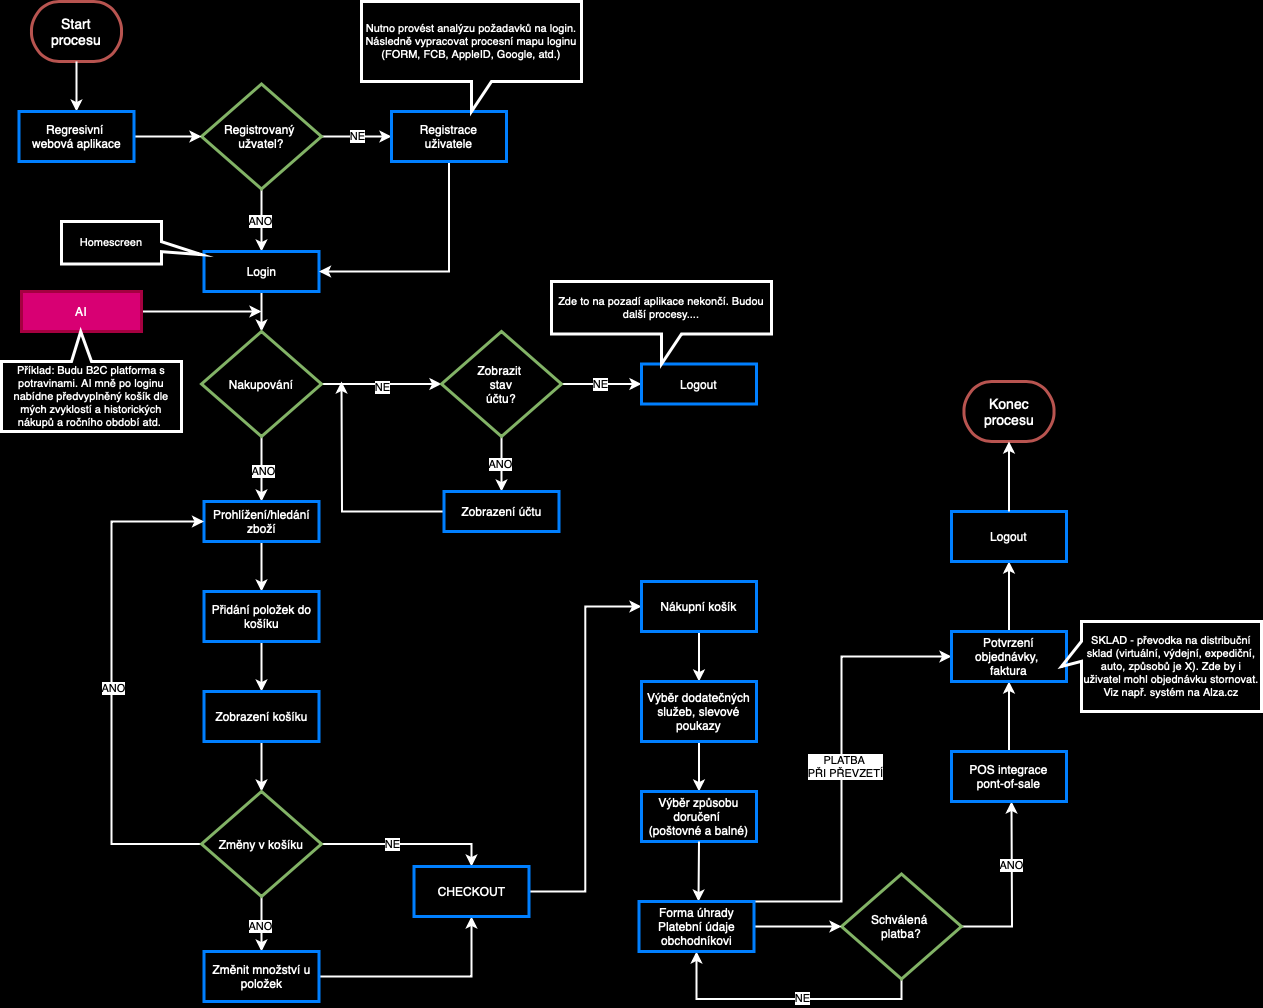 Start
procesu
Nutno provést analýzu požadavků na login.
Následně vypracovat procesní mapu loginu
(FORM, FCB, AppleID, Google, atd.)
Regresivní
webová aplikace
Registrovaný
užvatel?
NE
Registrace
uživatele
ANO
Homescreen
Login
AI
Příklad: Budu B2C platforma s
potravinami. AI mně po loginu
nabídne předvyplněný košík dle
mých zvyklostí a historických
nákupů a ročního období atd.
Nakupování
NE
Zobrazit
stav
účtu?
NE
Zde to na pozadí aplikace nekončí. Budou
další procesy....
Logout
ANO
Zobrazení účtu
ANO
Prohlížení/hledání
zboží
Přidání položek do
košíku
Zobrazení košíku
ANO
Změny v košíku
NE
CHECKOUT
ANO
Změnit množství u
položek
Nákupní košík
Výběr dodatečných
služeb, slevové
poukazy
Výběr způsobu
doručení
(poštovné a balné)
Forma úhrady
Platební údaje
obchodníkovi
PLATBA
PŘI PŘEVZETÍ
Schválená
platba?
NE
ANO
POS integrace
pont-of-sale
Potvrzení
objednávky,
faktura
SKLAD - převodka na distribuční
sklad (virtuální, výdejní, expediční,
auto, způsobů je X). Zde by i
uživatel mohl objednávku stornovat.
Viz např. systém na Alza.cz
Logout
Konec
procesu